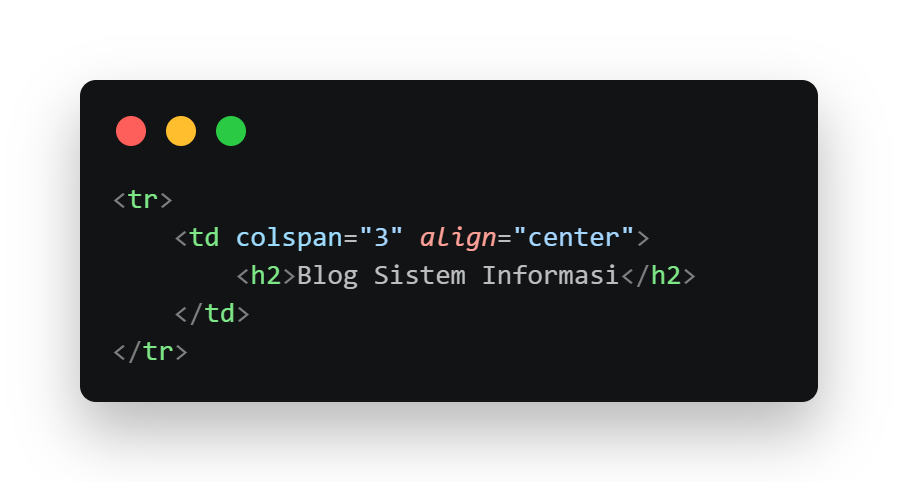 <tr>
    <td colspan="3" align="center">
        <h2>Blog Sistem Informasi</h2>
    </td>
</tr>